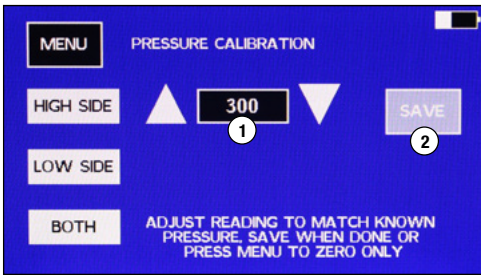 MENU
PRESSURE CALIBRATION
HIGH SIDE
300
1
SAVE
2
LOW SIDE
BOTH
ADJUST READING TO MATCH KNOWN
PRESSURE, SAVE WHEN DONE OR
PRESS MENU TO ZERO ONLY